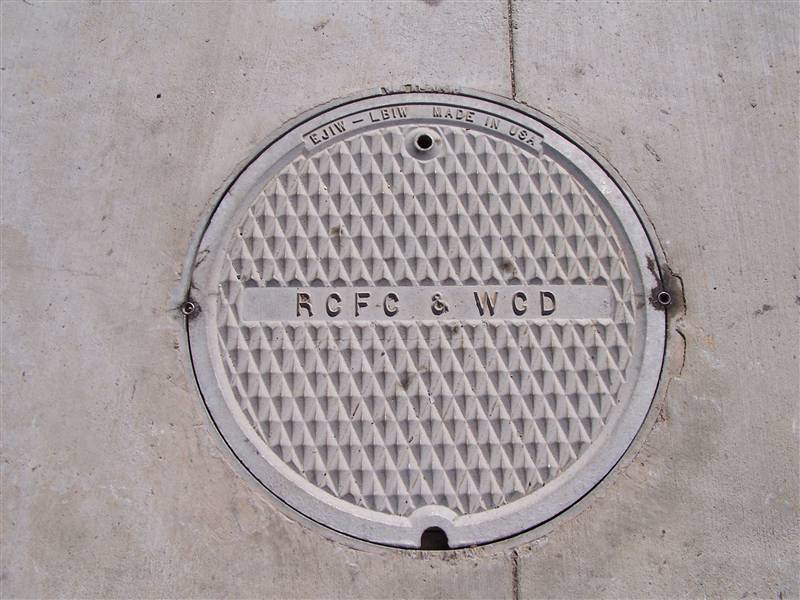 EJIW - LBIW MADE IN USA
RCFC & WCD